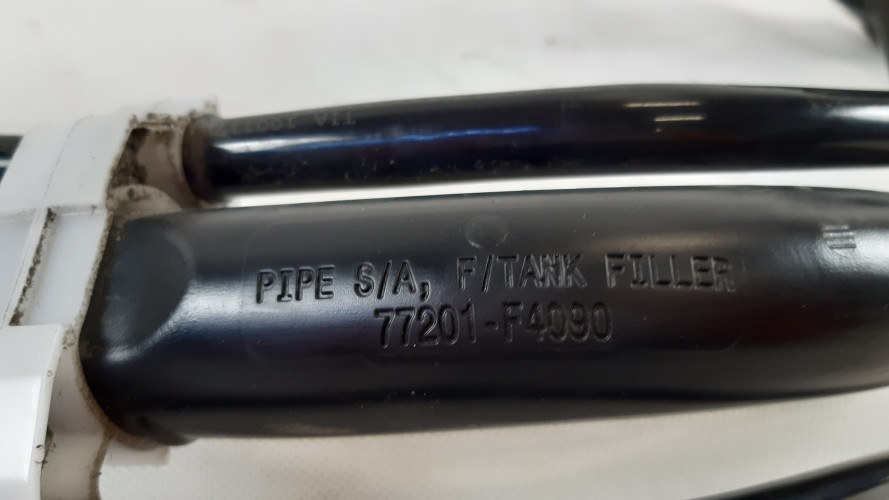 PIPE S/A, F/TANK FILLER
77201-F4090